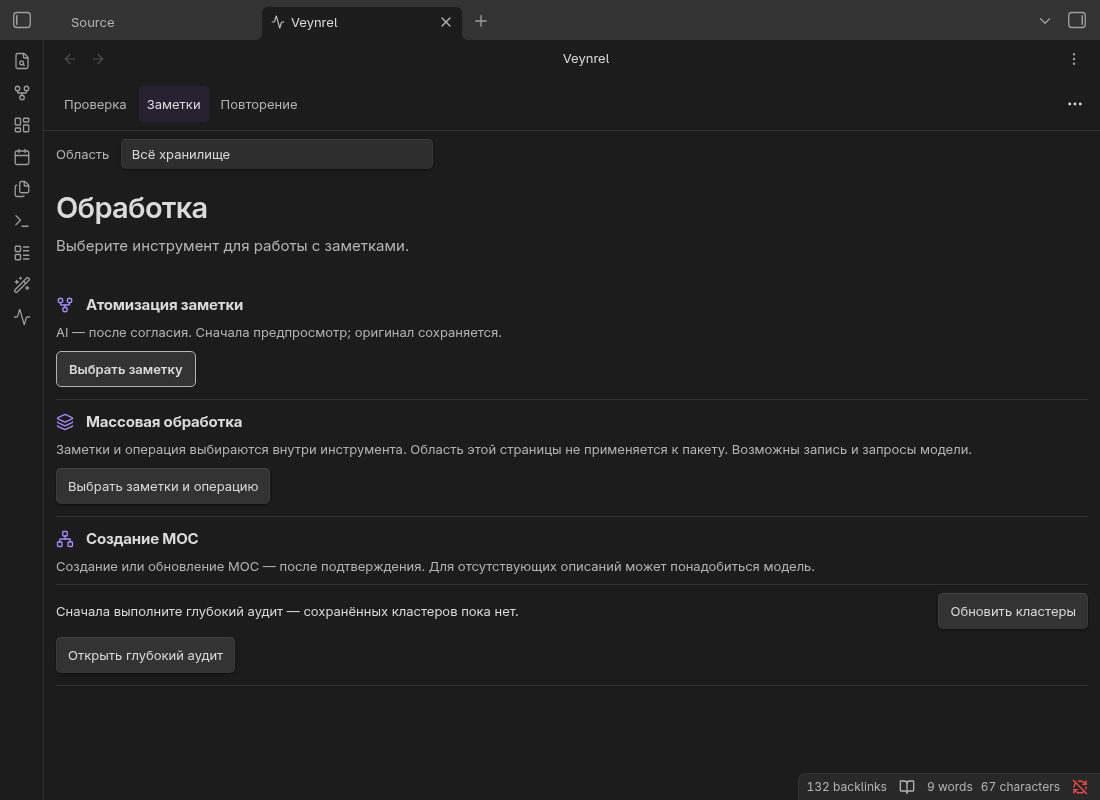 Source
Veynrel
Veynrel
Проверка
Заметки
Повторение
Область
Всё хранилище
Обработка
Выберите инструмент для работы с заметками.
Атомизация заметки
AI — после согласия. Сначала предпросмотр; оригинал сохраняется.
Выбрать заметку
Массовая обработка
Заметки и операция выбираются внутри инструмента. Область этой страницы не применяется к пакету. Возможны запись и запросы модели.
Выбрать заметки и операцию
Создание МОС
Создание или обновление МОС — после подтверждения. Для отсутствующих описаний может понадобиться модель.
Сначала выполните глубокий аудит — сохранённых кластеров пока нет.
Обновить кластеры
Открыть глубокий аудит
132 backlinks
9 words
67 characters